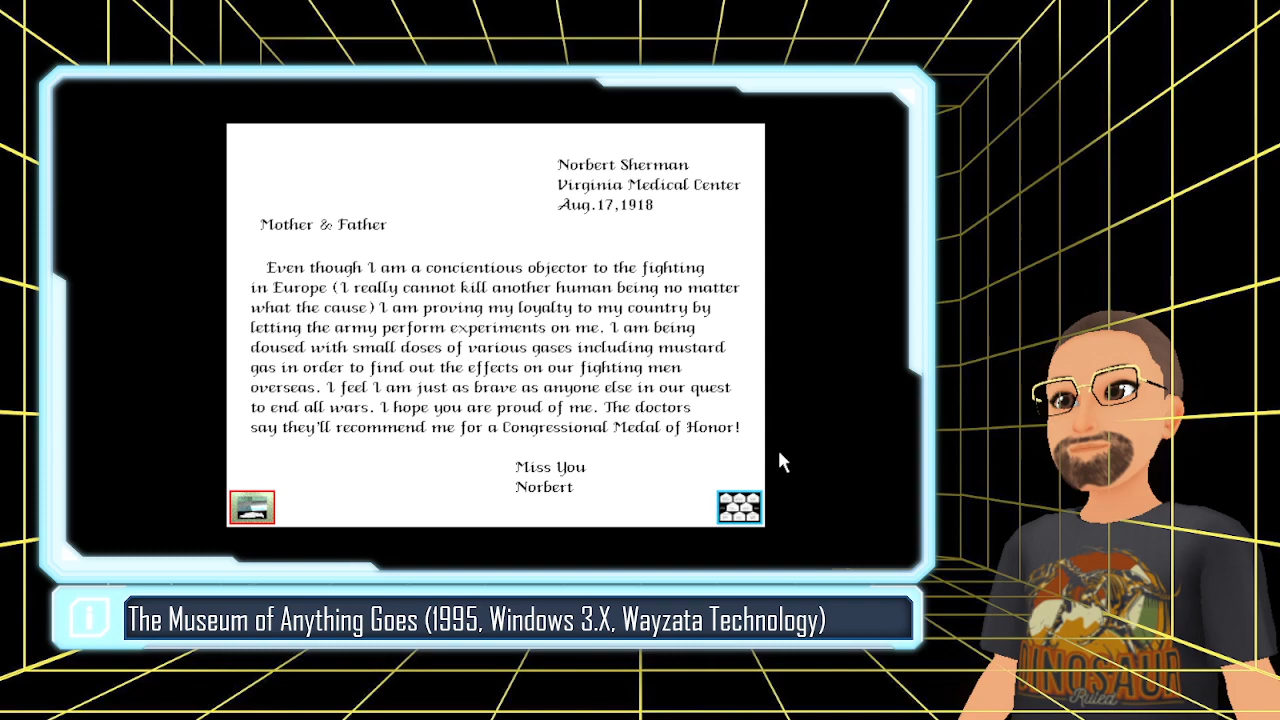 Norbert Sherman
Virginia Medical Center
Aug.17,1918
Mother & Father
Even though I am a concientious objector to the fighting
in Europe (I really cannot kill another human being no matter
what the cause) I am proving my loyalty to my country by
letting the army perform experiments on me. I am being
doused with small doses of various gases including mustard
gas in order to find out the effects on our fighting men
overseas. I feel I am just as brave as anyone else in our quest
to end all wars. I hope you are proud of me. The doctors
say they'll recommend me for a Congressional Medal of Honor!
Miss You
Norbert
The Museum of Anything Goes (1995, Windows 3.X, Wayzata Technology)
DINOSAUR
Ruled